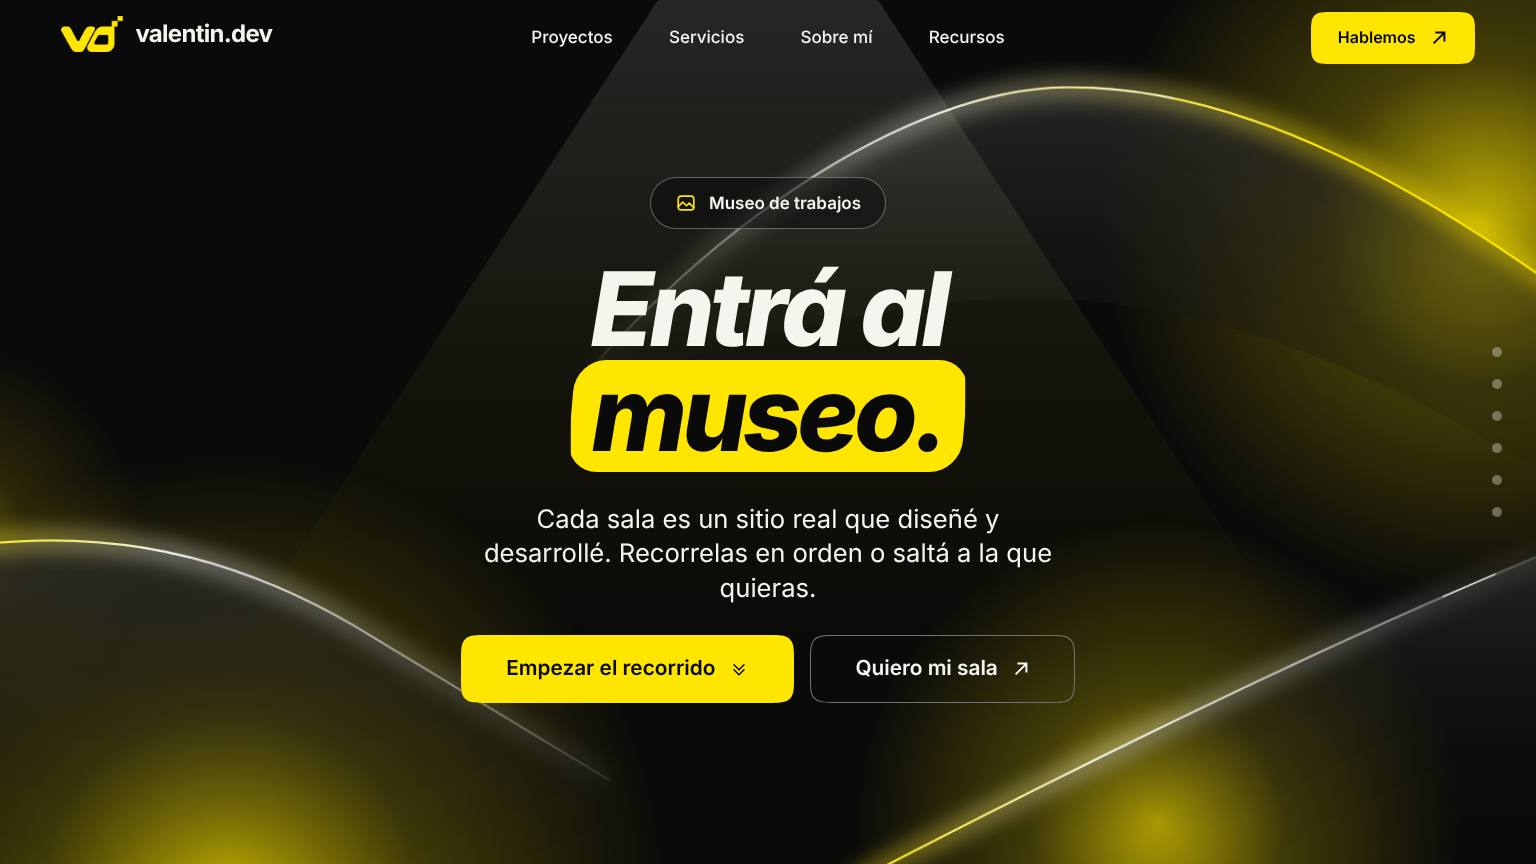 valentin.dev
Proyectos
Servicios
Sobre mí
Recursos
Hablemos
Museo de trabajos
Entrá al
museo.
Cada sala es un sitio real que diseñé y
desarrollé. Recorrelas en orden o saltá a la que
quieras.
Empezar el recorrido
Quiero mi sala